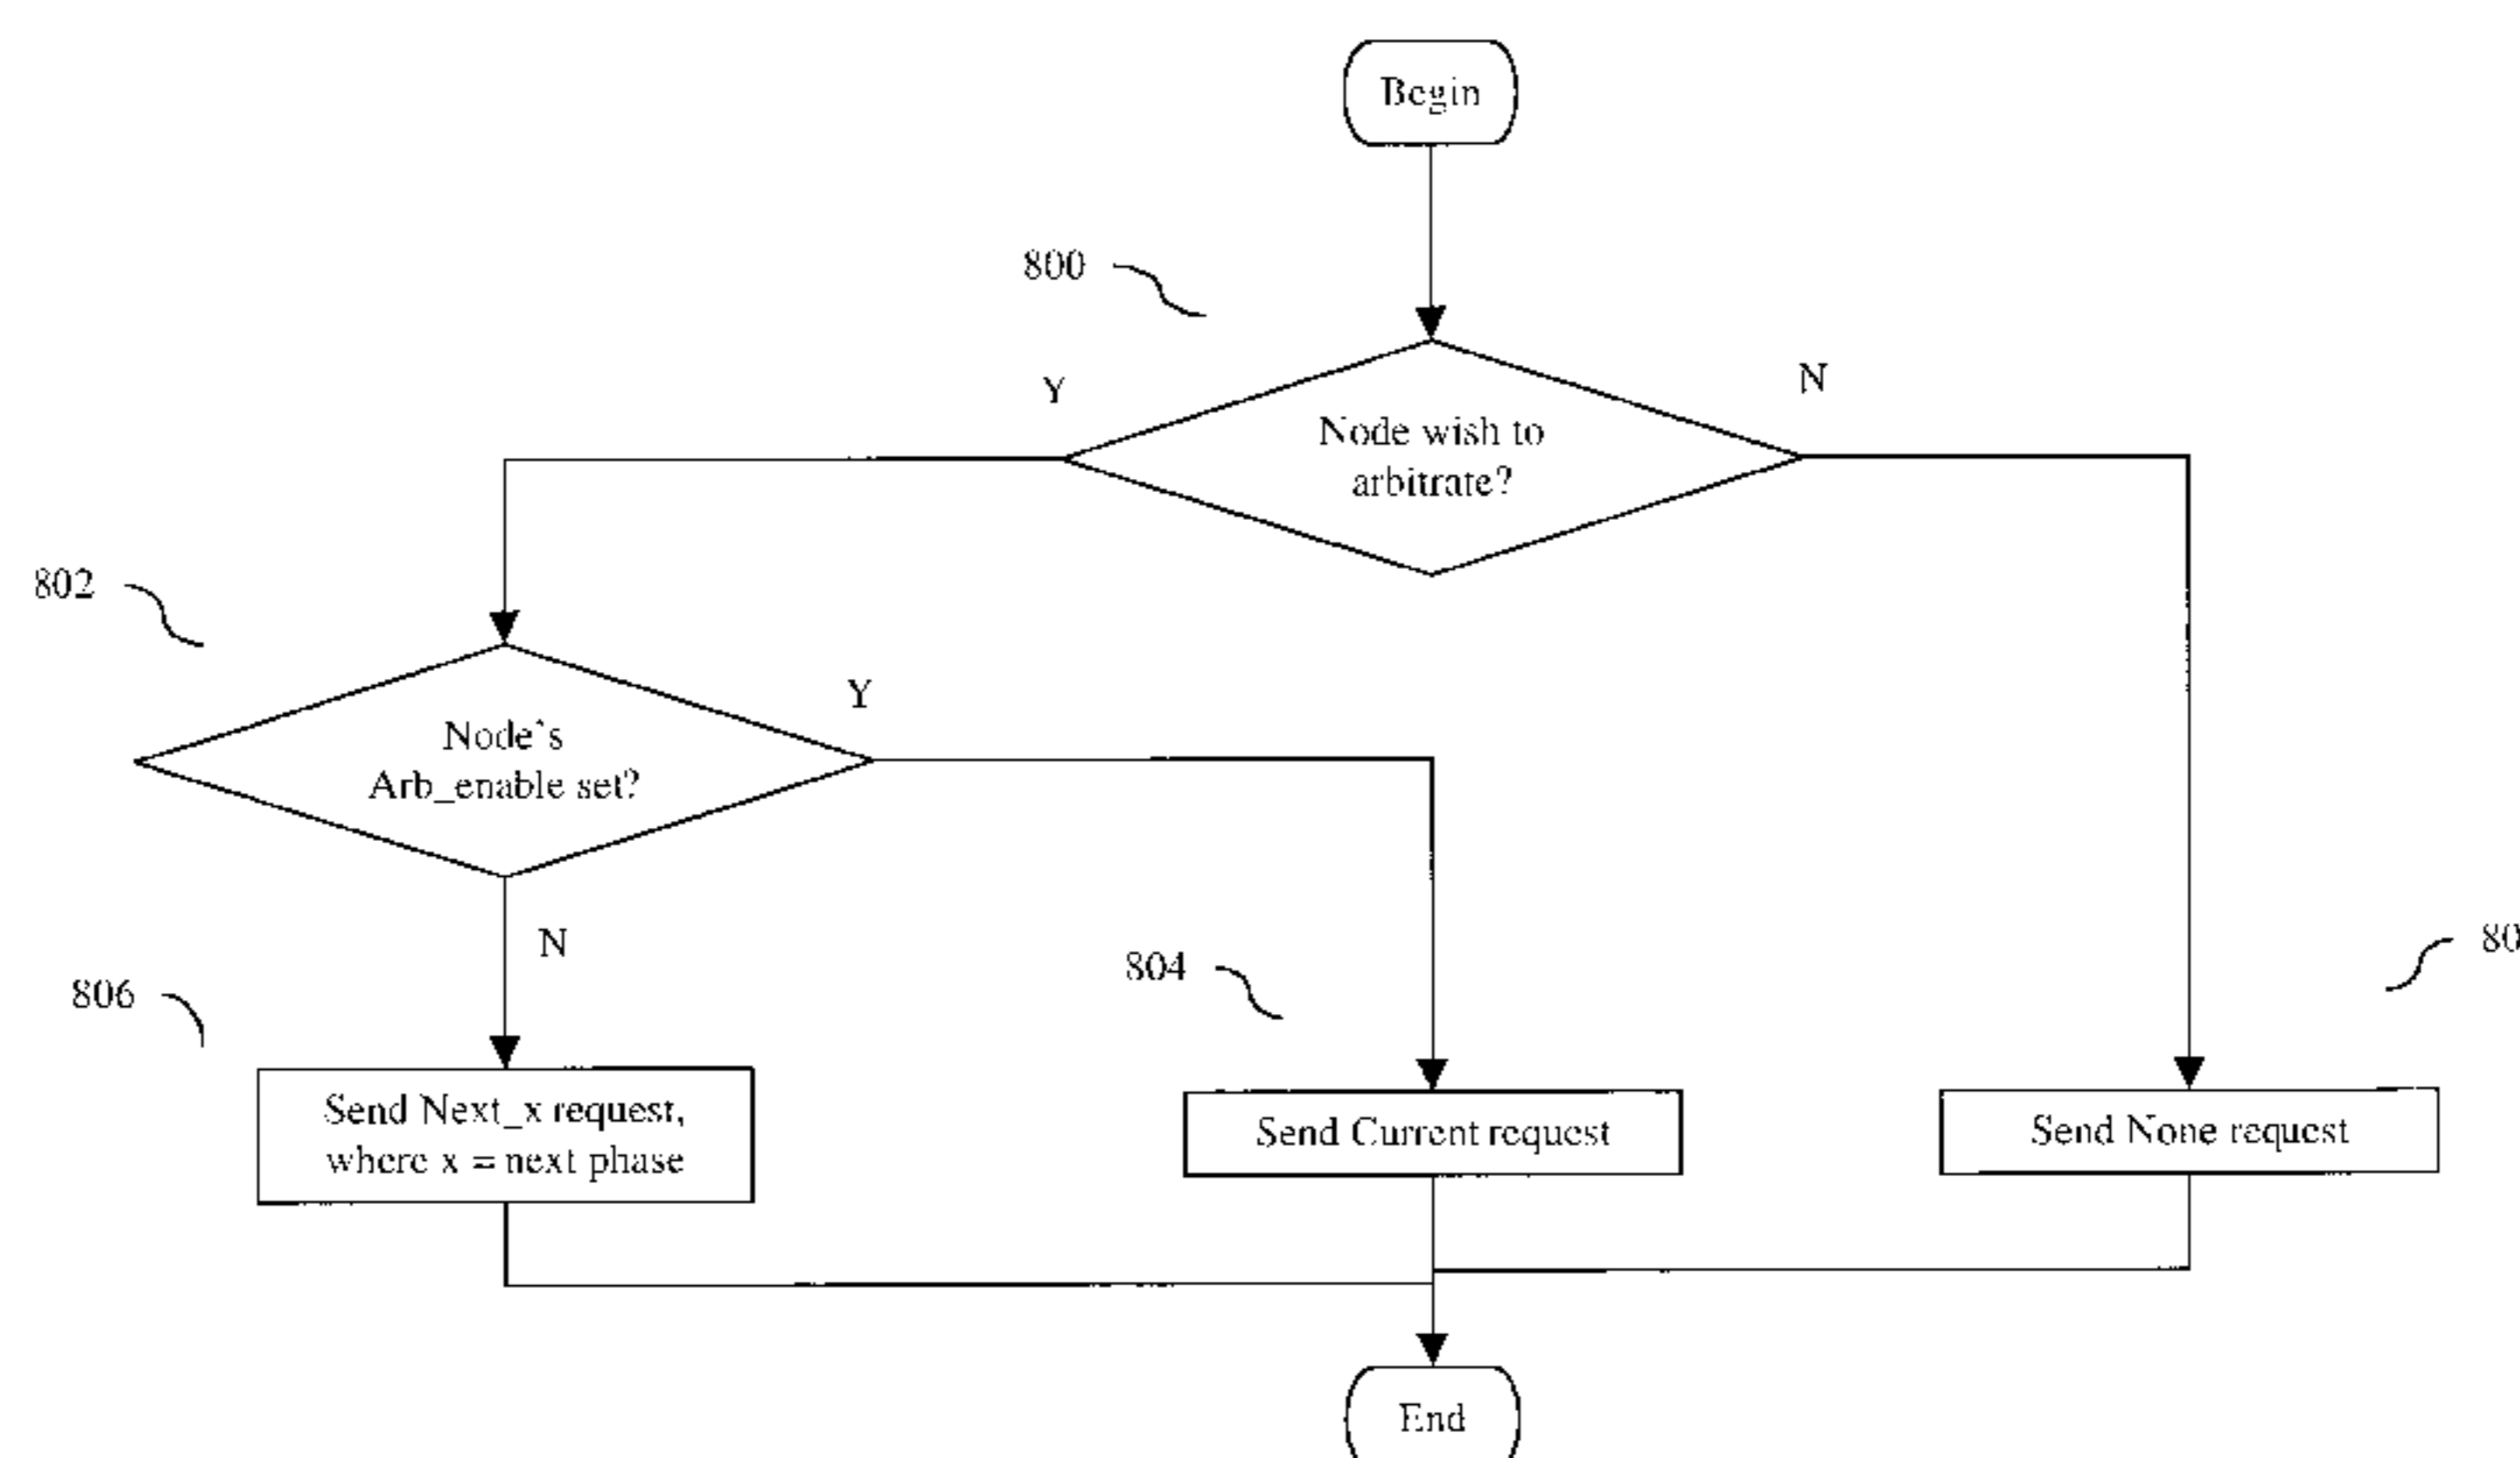 Begin
800
Y
N
Node wish to
arbitrate?
802
Y
Node's
Arb_enable set?
N
806
804
80
Send Next_x request,
where x = next phase
Send Current request
Send None request
End